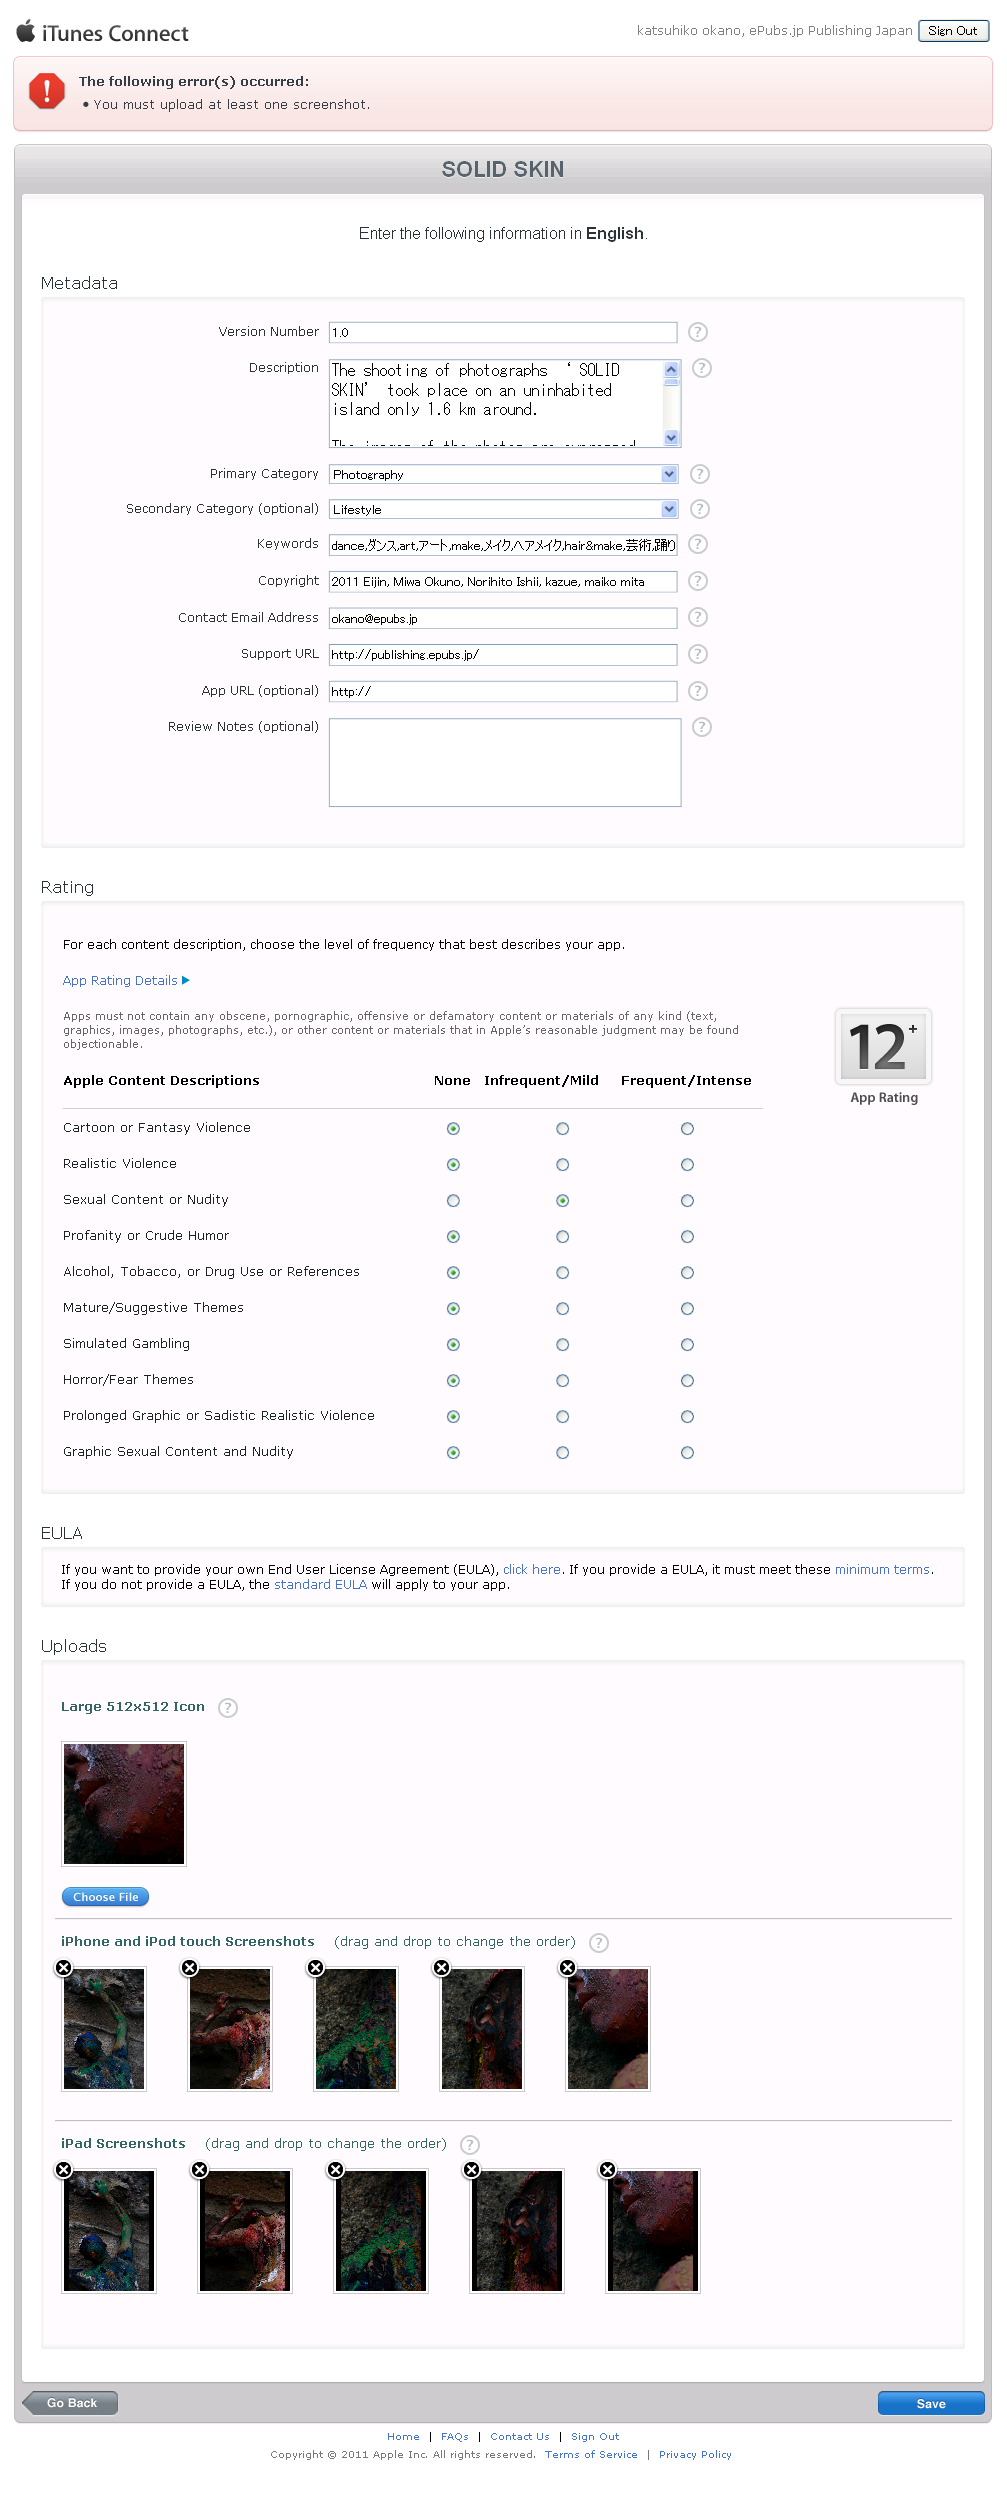 iTunes Connect
katsuhiko okano, ePubs.jp Publishing Japan
Sign Out
The following error(s) occurred:
• You must upload at least one screenshot.
SOLID SKIN
Enter the following information in English.
Metadata
Version Number 1.0
Description The shooting of photographs ‘SOLID
SKIN’ took place on an uninhabited
island only 1.6 km around.
The images of the photos are expressed
Primary Category Photography
Secondary Category (optional) Lifestyle
Keywords dance,ダンス,art,アート,make,メイク,ヘアメイク,hair&make,芸術,踊り
Copyright 2011 Eijin, Miwa Okuno, Norihito Ishii, kazue, maiko mita
Contact Email Address okano@epubs.jp
Support URL http://publishing.epubs.jp/
App URL (optional) http://
Review Notes (optional)
Rating
For each content description, choose the level of frequency that best describes your app.
App Rating Details
Apps must not contain any obscene, pornographic, offensive or defamatory content or materials of any kind (text,
graphics, images, photographs, etc.), or other content or materials that in Apple's reasonable judgment may be found
objectionable.
12+
App Rating
Apple Content Descriptions None Infrequent/Mild Frequent/Intense
Cartoon or Fantasy Violence
Realistic Violence
Sexual Content or Nudity
Profanity or Crude Humor
Alcohol, Tobacco, or Drug Use or References
Mature/Suggestive Themes
Simulated Gambling
Horror/Fear Themes
Prolonged Graphic or Sadistic Realistic Violence
Graphic Sexual Content and Nudity
EULA
If you want to provide your own End User License Agreement (EULA), click here. If you provide a EULA, it must meet these minimum terms.
If you do not provide a EULA, the standard EULA will apply to your app.
Uploads
Large 512x512 Icon
Choose File
iPhone and iPod touch Screenshots (drag and drop to change the order)
iPad Screenshots (drag and drop to change the order)
Go Back
Save
Home | FAQs | Contact Us | Sign Out
Copyright © 2011 Apple Inc. All rights reserved. Terms of Service | Privacy Policy